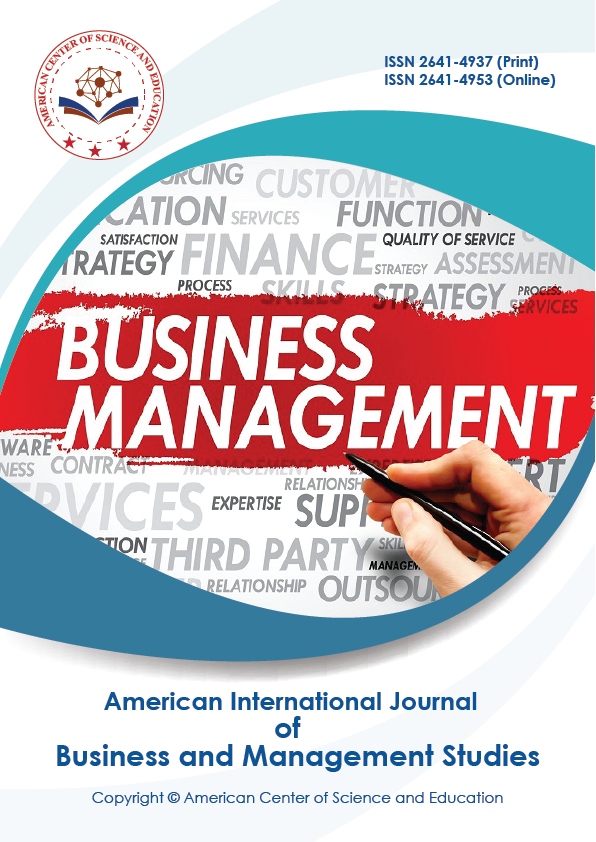 AMERICAN CENTER OF SCIENCE AND EDUCATION
ISSN 2641-4937 (Print)
ISSN 2641-4953 (Online)
CUSTOMER
SERVICES
FUNCTION
SATISFACTION
FINANCE
QUALITY OF SERVICE
STRATEGY
ASSESSMENT
PROCESS
SKILLS
STRATEGY
PROCESS
SERVICES
BUSINESS
MANAGEMENT
CONTRACT
MANAGEMENT
EXPERTISE
THIRD PARTY
RELATIONSHIP
American International Journal
of
Business and Management Studies
Copyright © American Center of Science and Education